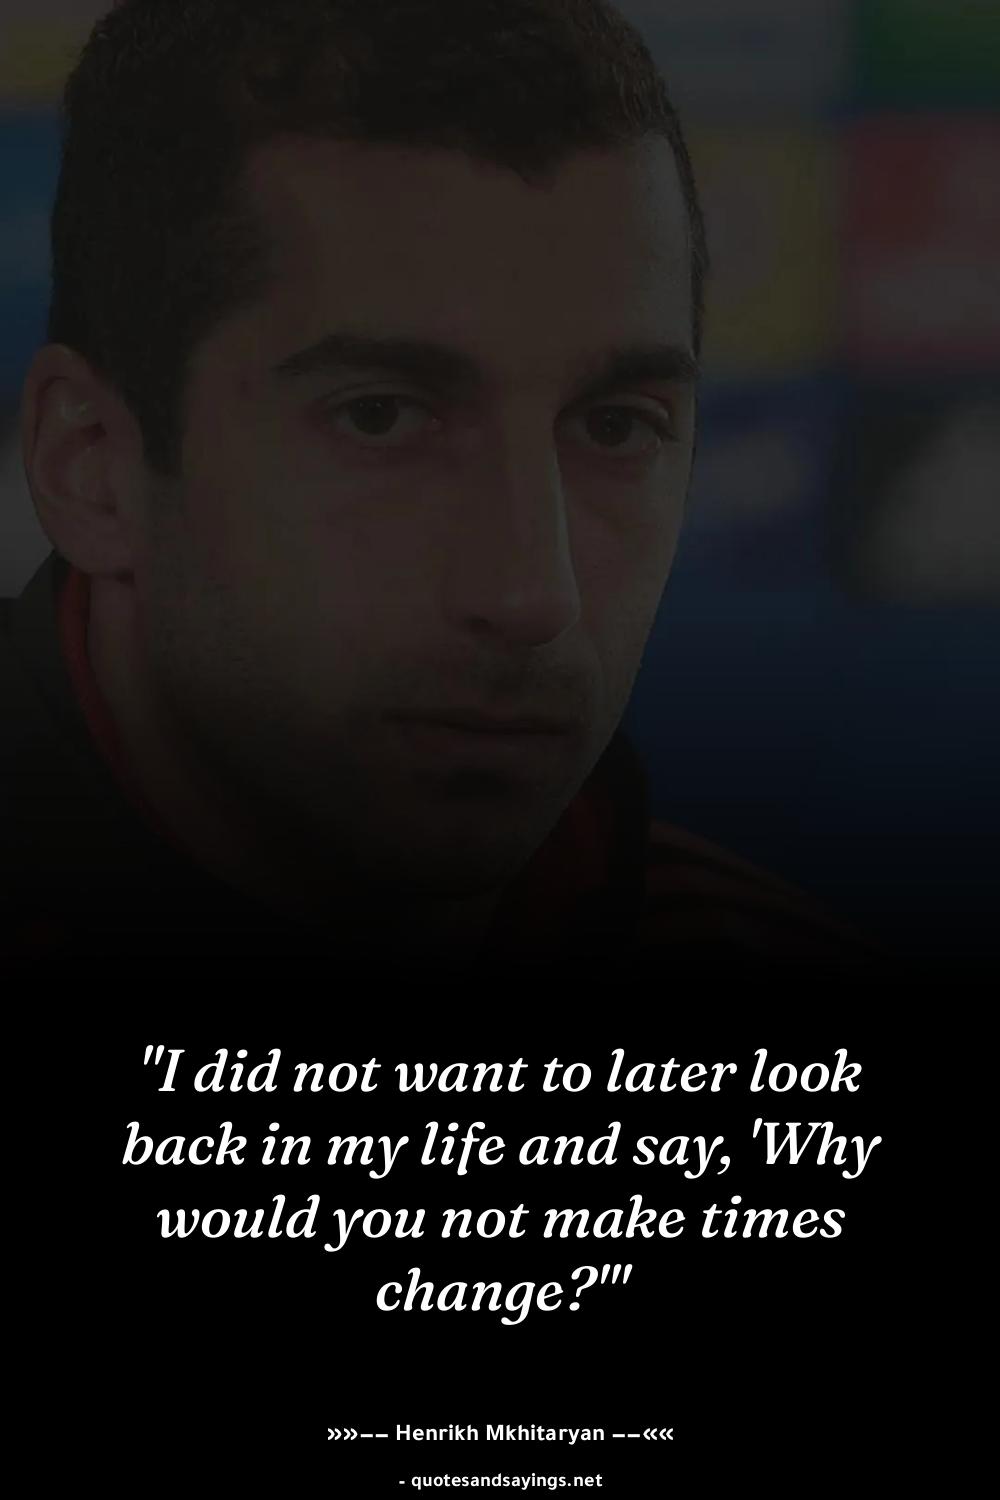 "I did not want to later look
back in my life and say, 'Why
would you not make times
change?'"
»»−− Henrikh Mkhitaryan −−««
- quotesandsayings.net